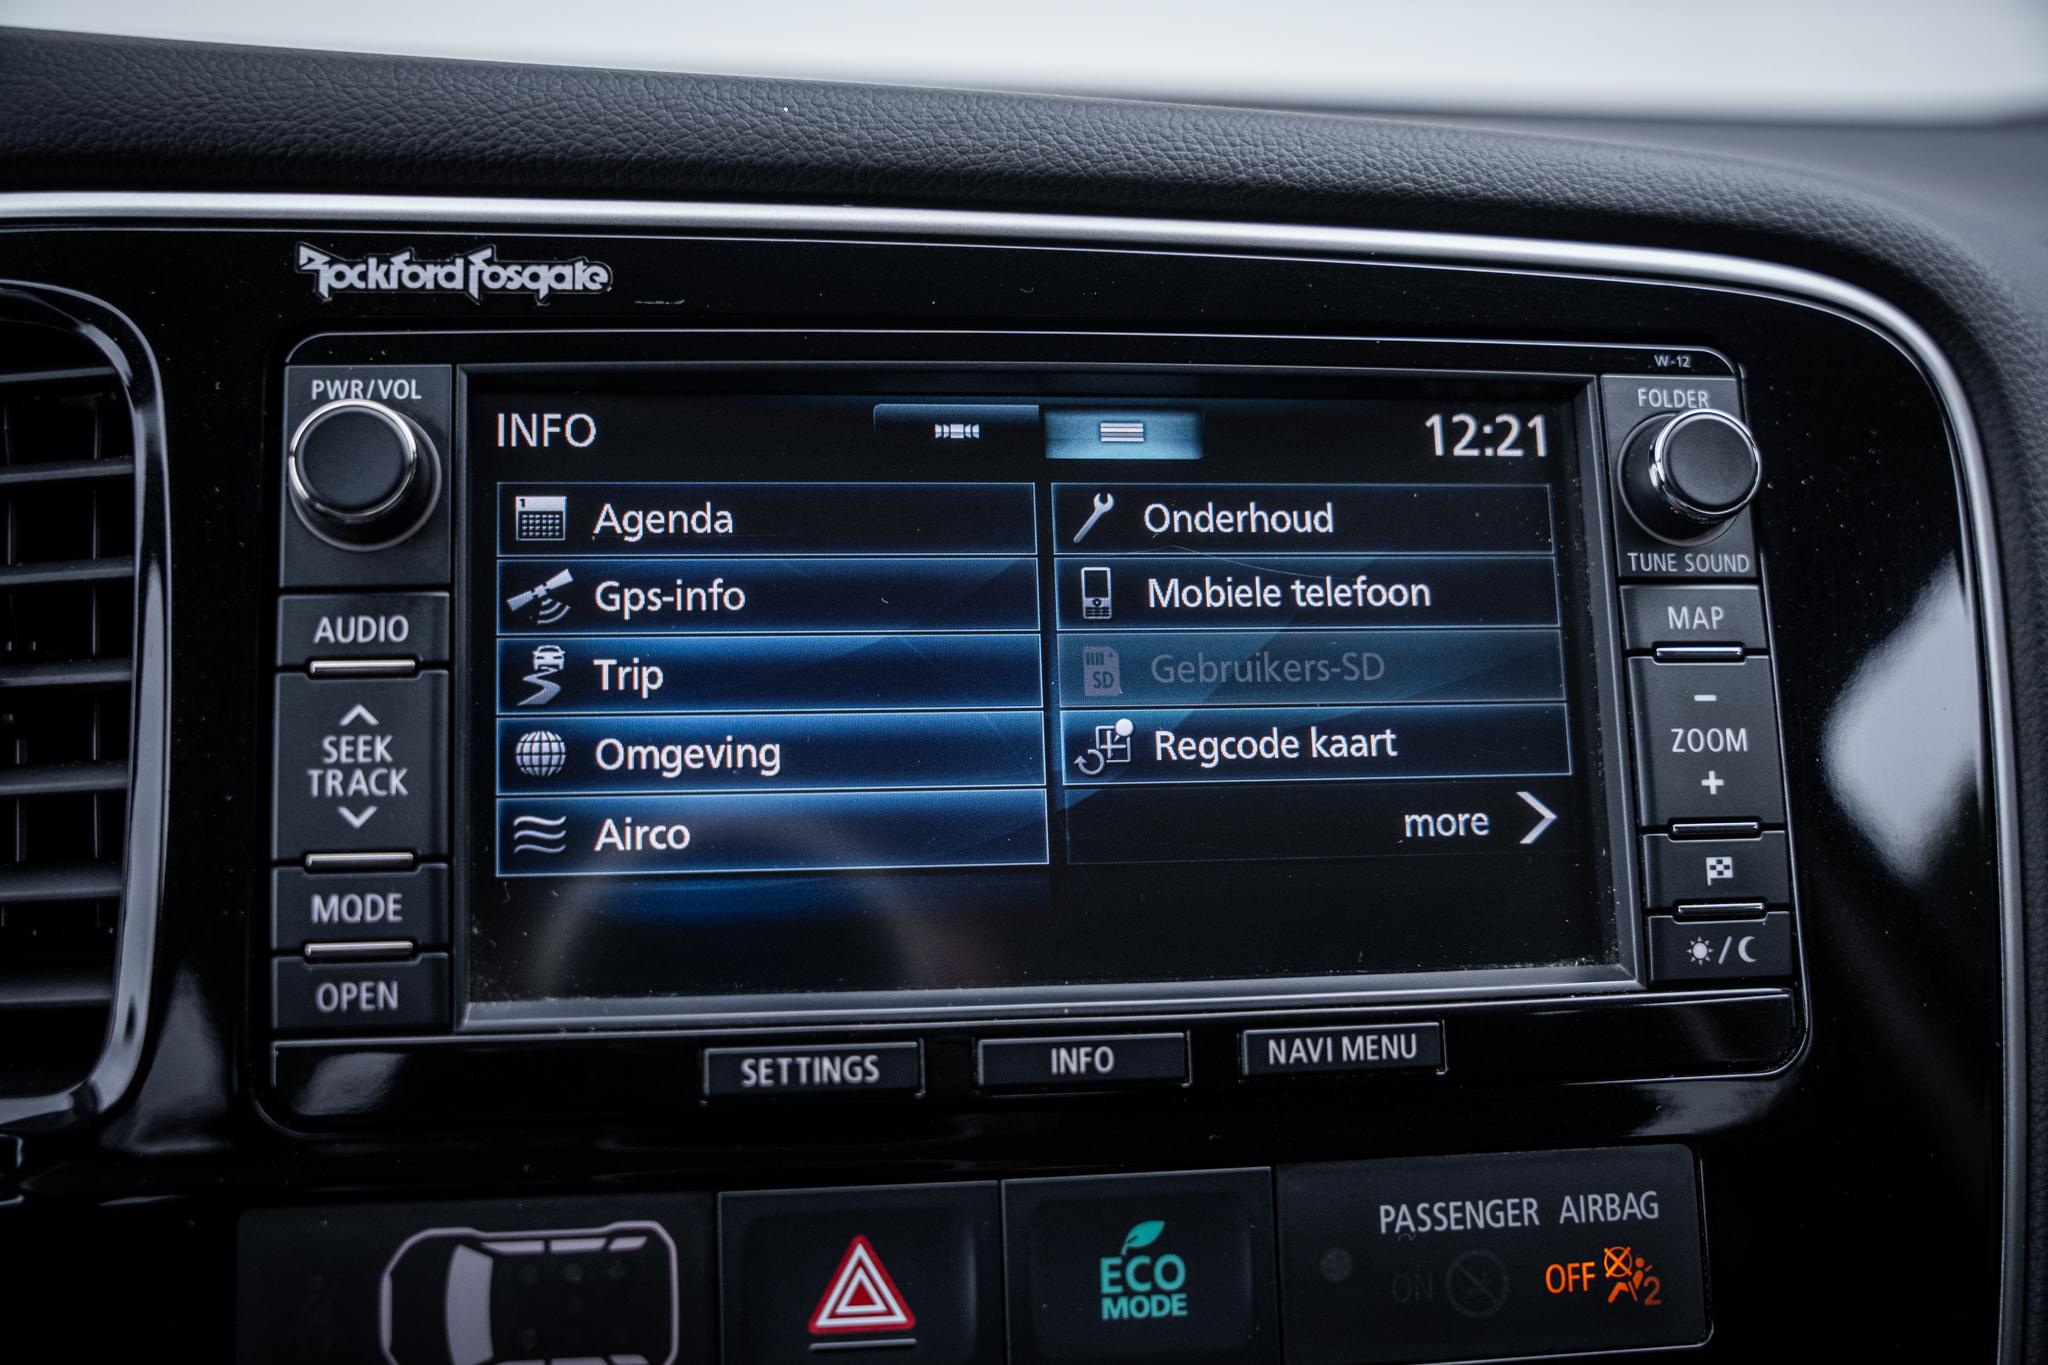 Rockford Fosgate
W-12
PWR/VOL
FOLDER
INFO
12:21
Agenda
Onderhoud
Gps-info
Mobiele telefoon
Trip
SD
Gebruikers-SD
Omgeving
Regcode kaart
Airco
more
AUDIO
SEEK
TRACK
MODE
OPEN
TUNE SOUND
MAP
ZOOM
SETTINGS
INFO
NAVI MENU
ECO
MODE
PASSENGER AIRBAG
ON
OFF
2